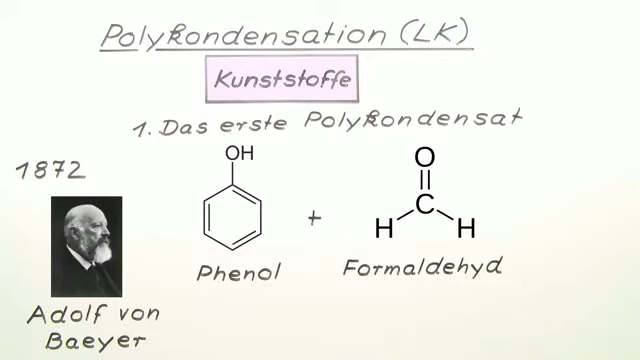 Polykondensation (LK)
Kunststoffe
1. Das erste Polykondensat
1872
OH
O
C
H H
+
Phenol
Formaldehyd
Adolf von
Baeyer